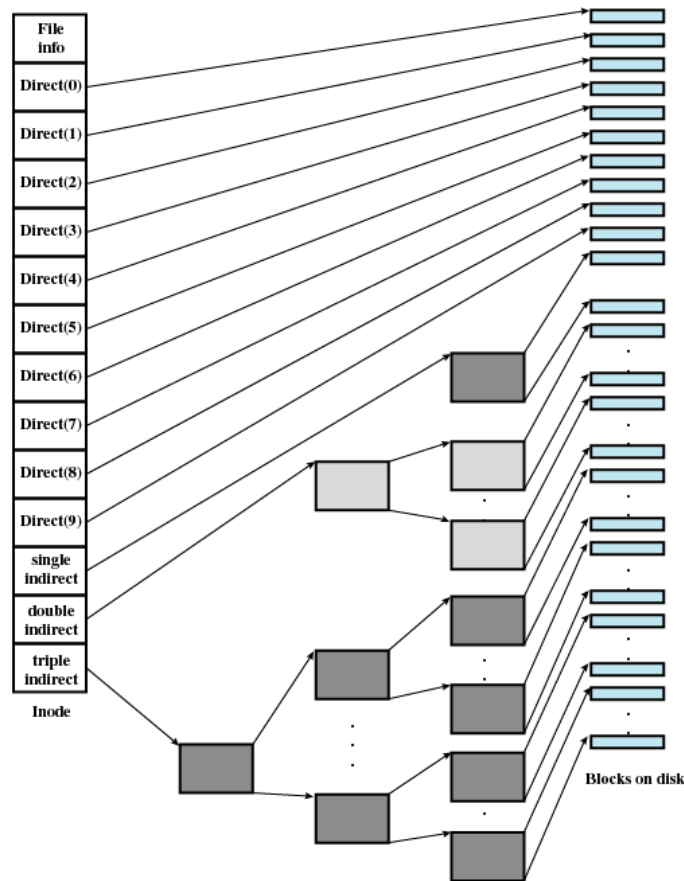 File
info
Direct(0)
Direct(1)
Direct(2)
Direct(3)
Direct(4)
Direct(5)
Direct(6)
Direct(7)
Direct(8)
Direct(9)
single
indirect
double
indirect
triple
indirect
Inode
Blocks on disk